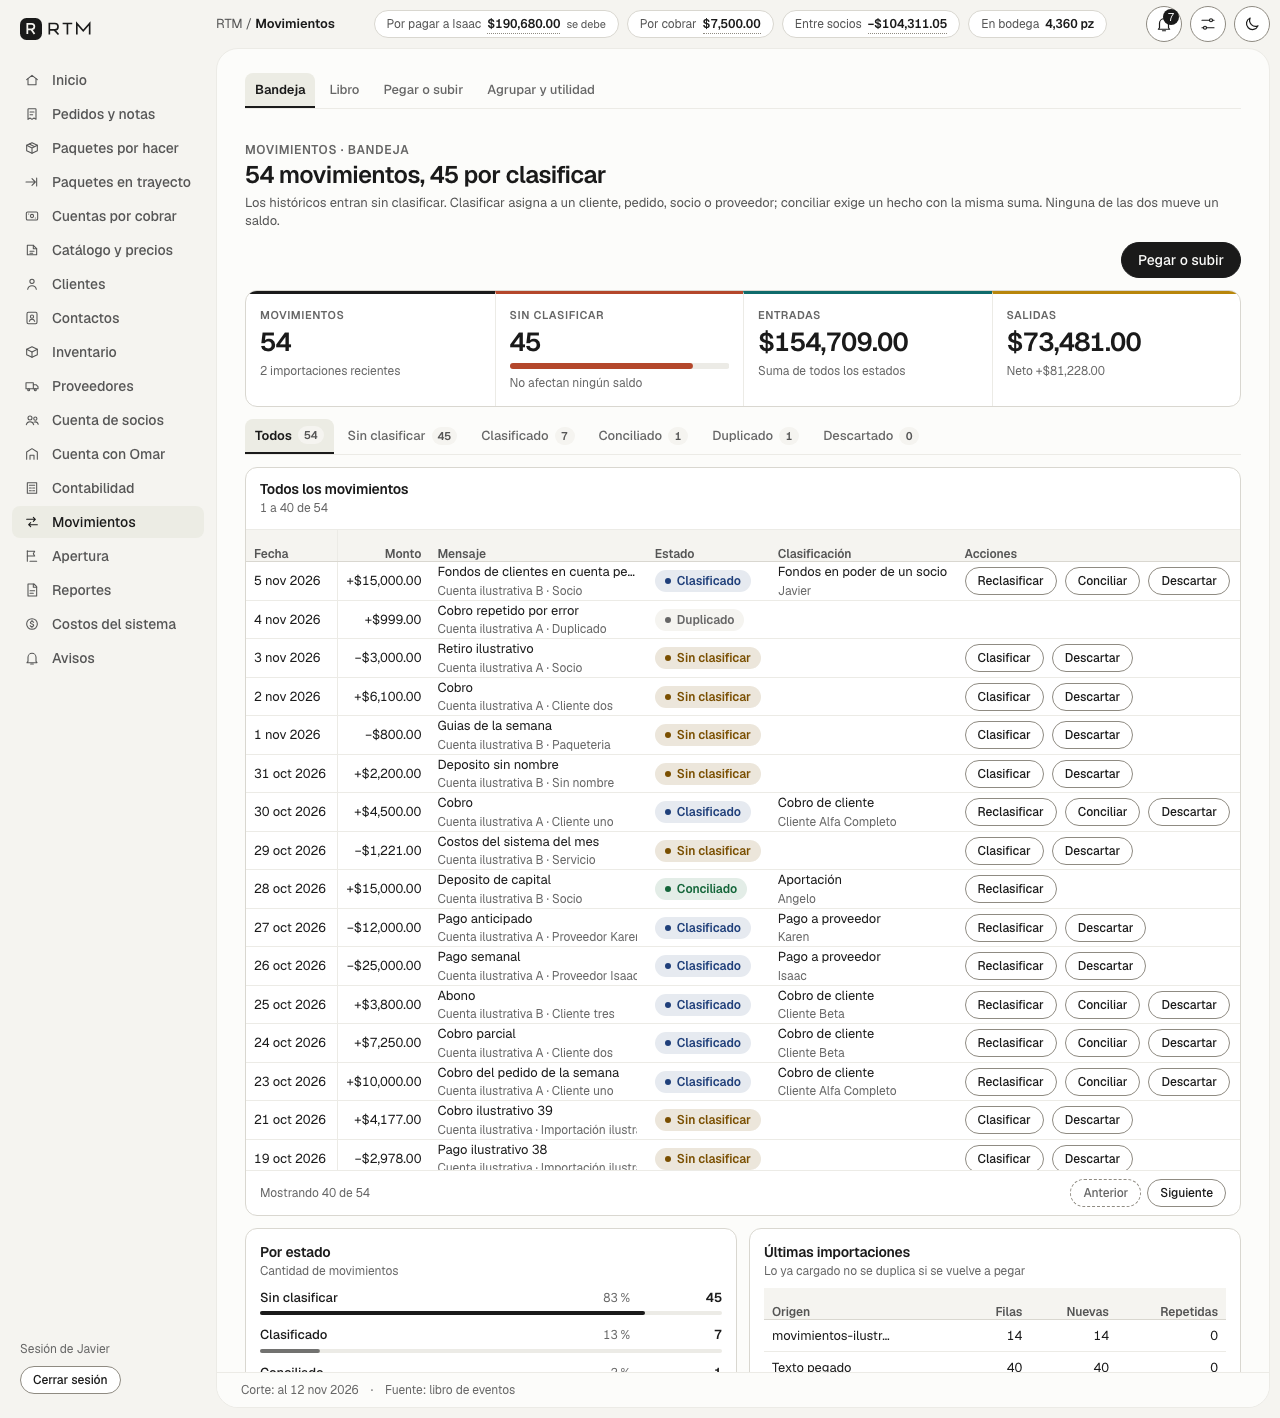 R RTM
RTM / Movimientos
Por pagar a Isaac $190,680.00 se debe
Por cobrar $7,500.00
Entre socios −$104,311.05
En bodega 4,360 pz
7
Inicio
Pedidos y notas
Paquetes por hacer
Paquetes en trayecto
Cuentas por cobrar
Catálogo y precios
Clientes
Contactos
Inventario
Proveedores
Cuenta de socios
Cuenta con Omar
Contabilidad
Movimientos
Apertura
Reportes
Costos del sistema
Avisos
Sesión de Javier
Cerrar sesión
Bandeja Libro Pegar o subir Agrupar y utilidad
MOVIMIENTOS · BANDEJA
54 movimientos, 45 por clasificar
Los históricos entran sin clasificar. Clasificar asigna a un cliente, pedido, socio o proveedor; conciliar exige un hecho con la misma suma. Ninguna de las dos mueve un
saldo.
Pegar o subir
MOVIMIENTOS
54
2 importaciones recientes
SIN CLASIFICAR
45
No afectan ningún saldo
ENTRADAS
$154,709.00
Suma de todos los estados
SALIDAS
$73,481.00
Neto +$81,228.00
Todos 54 Sin clasificar 45 Clasificado 7 Conciliado 1 Duplicado 1 Descartado 0
Todos los movimientos
1 a 40 de 54
Fecha Monto Mensaje Estado Clasificación Acciones
5 nov 2026 +$15,000.00 Fondos de clientes en cuenta pe… Clasificado Fondos en poder de un socio Reclasificar Conciliar Descartar
Cuenta ilustrativa B · Socio Javier
4 nov 2026 +$999.00 Cobro repetido por error Duplicado
Cuenta ilustrativa A · Duplicado
3 nov 2026 −$3,000.00 Retiro ilustrativo Sin clasificar Clasificar Descartar
Cuenta ilustrativa A · Socio
2 nov 2026 +$6,100.00 Cobro Sin clasificar Clasificar Descartar
Cuenta ilustrativa A · Cliente dos
1 nov 2026 −$800.00 Guias de la semana Sin clasificar Clasificar Descartar
Cuenta ilustrativa B · Paqueteria
31 oct 2026 +$2,200.00 Deposito sin nombre Sin clasificar Clasificar Descartar
Cuenta ilustrativa B · Sin nombre
30 oct 2026 +$4,500.00 Cobro Clasificado Cobro de cliente Reclasificar Conciliar Descartar
Cuenta ilustrativa A · Cliente uno Cliente Alfa Completo
29 oct 2026 −$1,221.00 Costos del sistema del mes Sin clasificar Clasificar Descartar
Cuenta ilustrativa B · Servicio
28 oct 2026 +$15,000.00 Deposito de capital Conciliado Aportación Reclasificar
Cuenta ilustrativa B · Socio Angelo
27 oct 2026 −$12,000.00 Pago anticipado Clasificado Pago a proveedor Reclasificar Descartar
Cuenta ilustrativa A · Proveedor Karen Karen
26 oct 2026 −$25,000.00 Pago semanal Clasificado Pago a proveedor Reclasificar Descartar
Cuenta ilustrativa A · Proveedor Isaac Isaac
25 oct 2026 +$3,800.00 Abono Clasificado Cobro de cliente Reclasificar Conciliar Descartar
Cuenta ilustrativa B · Cliente tres Cliente Beta
24 oct 2026 +$7,250.00 Cobro parcial Clasificado Cobro de cliente Reclasificar Conciliar Descartar
Cuenta ilustrativa A · Cliente dos Cliente Beta
23 oct 2026 +$10,000.00 Cobro del pedido de la semana Clasificado Cobro de cliente Reclasificar Conciliar Descartar
Cuenta ilustrativa A · Cliente uno Cliente Alfa Completo
21 oct 2026 +$4,177.00 Cobro ilustrativo 39 Sin clasificar Clasificar Descartar
Cuenta ilustrativa · Importación ilustr
19 oct 2026 −$2,978.00 Pago ilustrativo 38 Sin clasificar Clasificar Descartar
Cuenta ilustrativa · Importación ilustr
Mostrando 40 de 54 Anterior Siguiente
Por estado
Cantidad de movimientos
Sin clasificar 83 % 45
Clasificado 13 % 7
Conciliado 2 % 1
Últimas importaciones
Lo ya cargado no se duplica si se vuelve a pegar
Origen Filas Nuevas Repetidas
movimientos-ilustr… 14 14 0
Texto pegado 40 40 0
Corte: al 12 nov 2026 · Fuente: libro de eventos